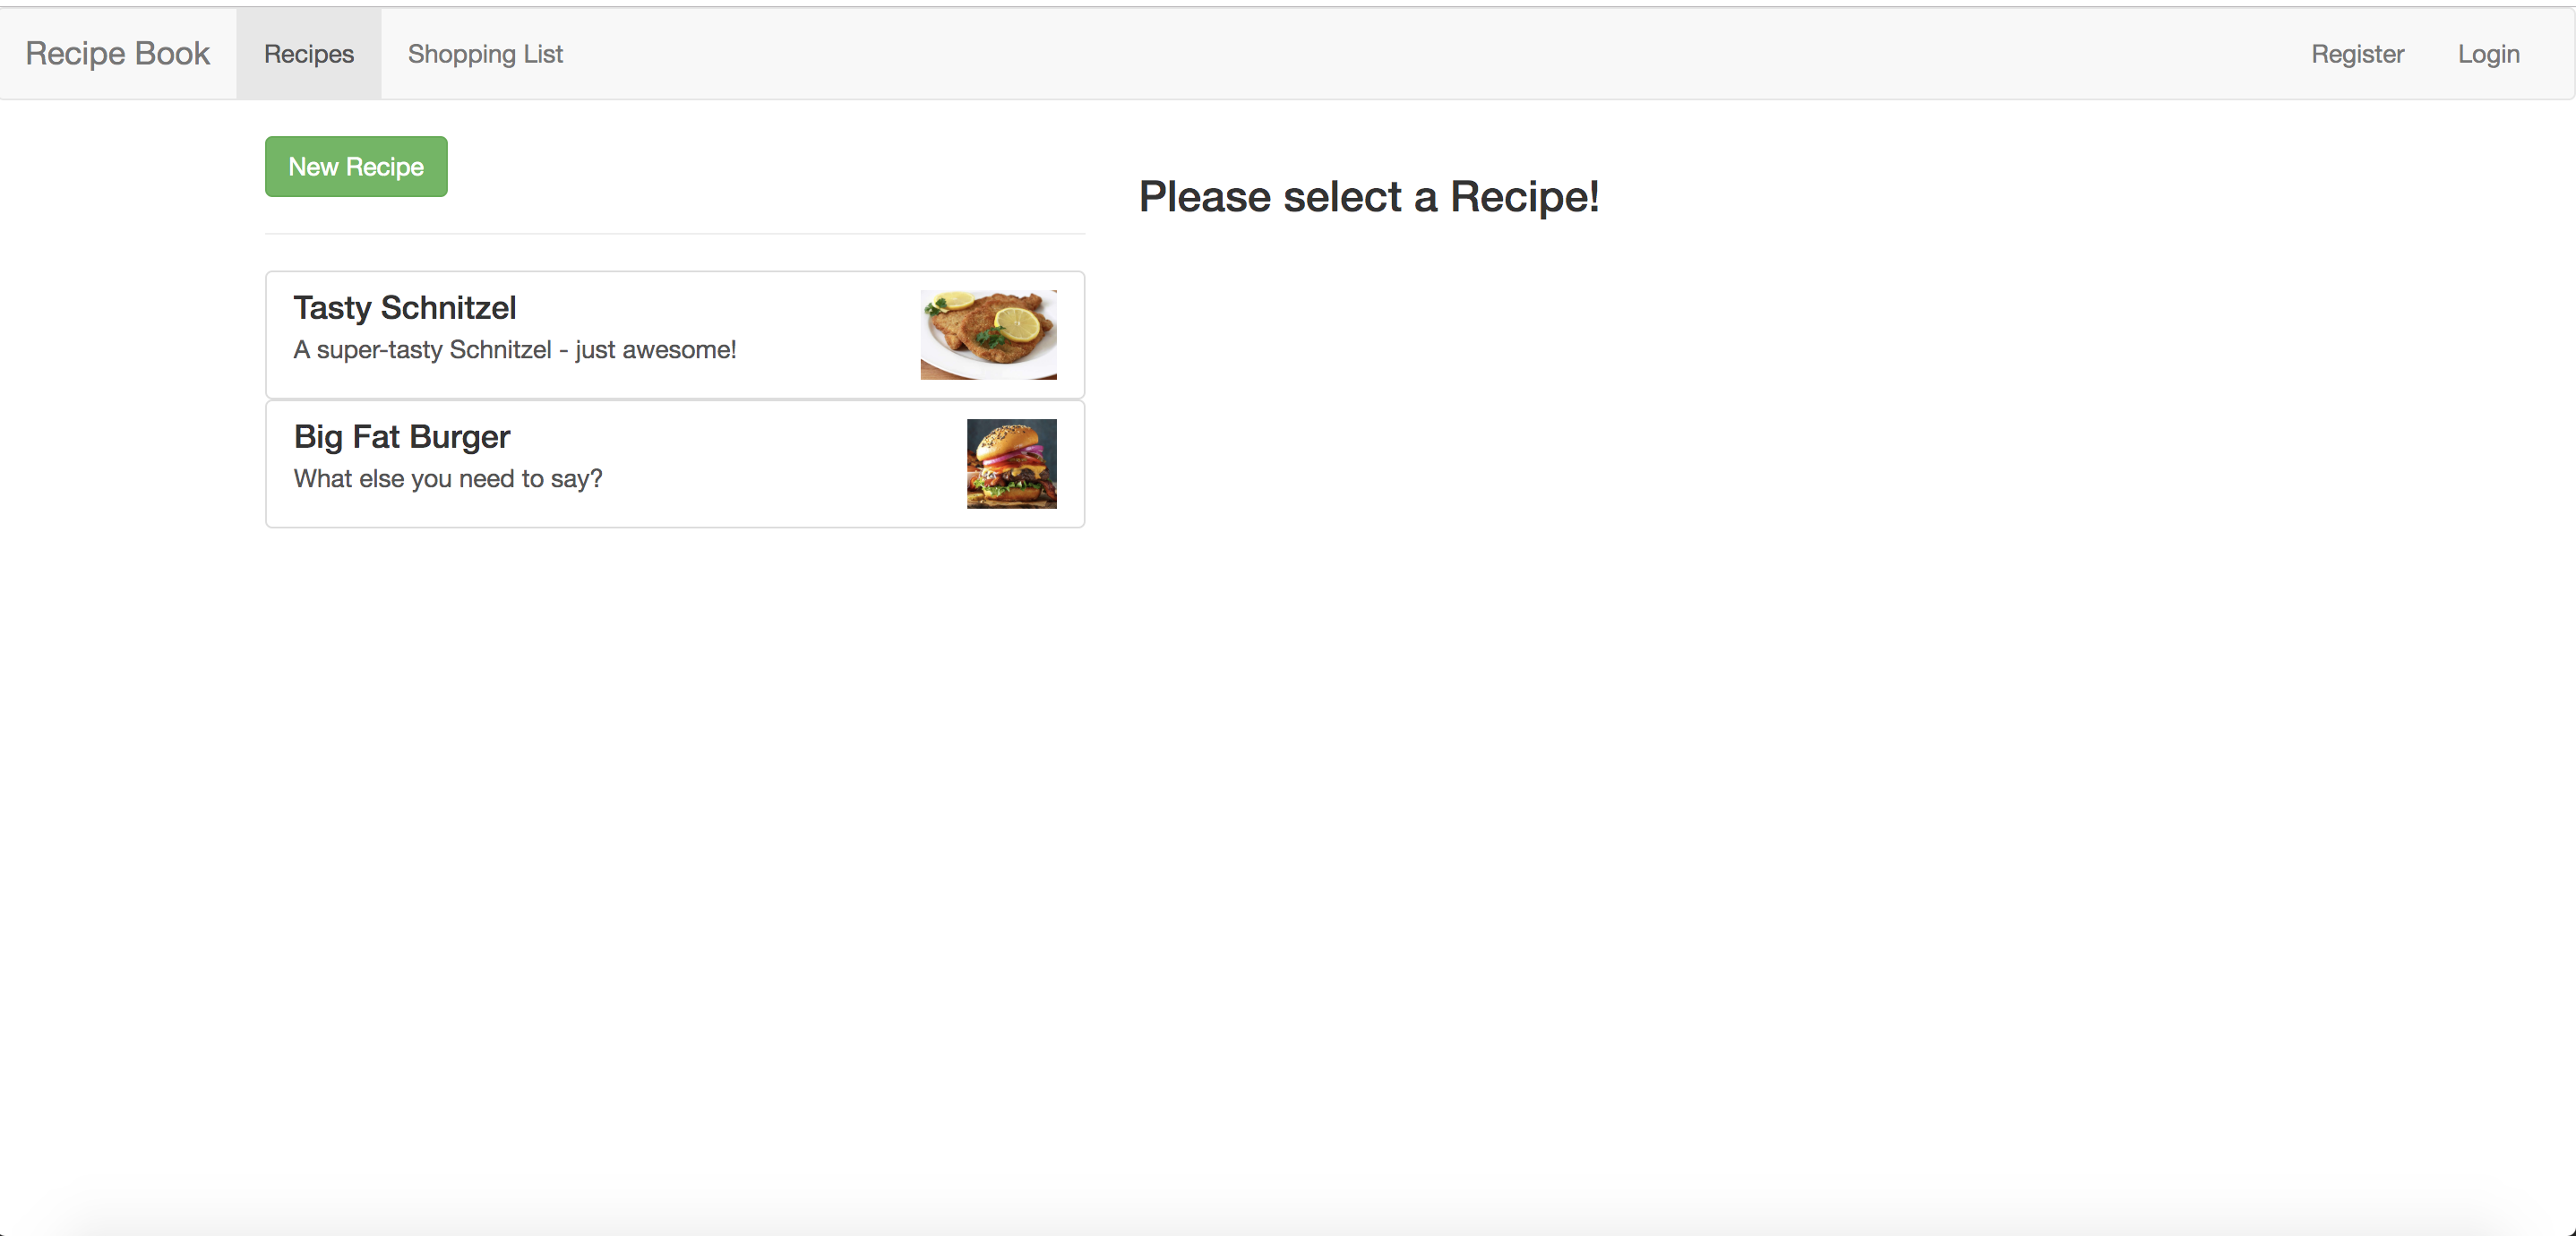 Recipe Book Recipes Shopping List Register Login
New Recipe
Please select a Recipe!
Tasty Schnitzel
A super-tasty Schnitzel - just awesome!
Big Fat Burger
What else you need to say?